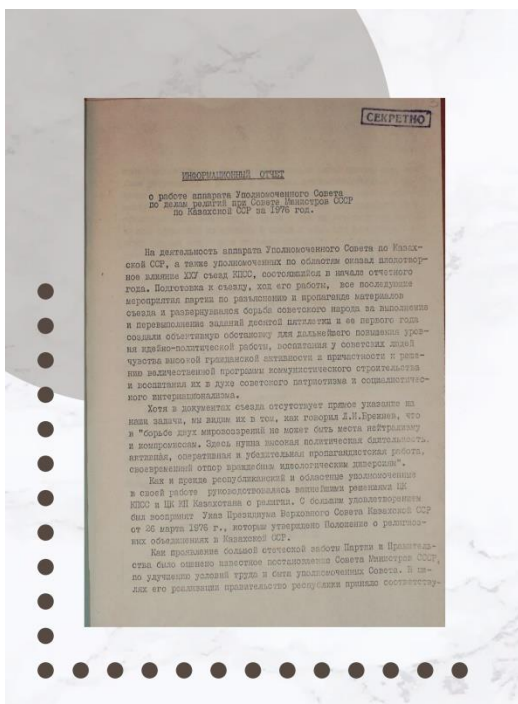 СЕКРЕТНО
ИНФОРМАЦИОННЫЙ ОТЧЕТ
о работе аппарата Уполномоченного Совета
по делам религий при Совете Министров СССР
по Казахской ССР за 1976 год.
На деятельность аппарата Уполномоченного Совета по Казах-
ской ССР, а также уполномоченных по областям оказал плодотвор-
ное влияние ХХУ съезд КПСС, состоявшийся в начале отчетного
года. Подготовка к съезду, ход его работы, все последующие
мероприятия партии по разъяснению и пропаганде материалов
съезда и развернувшаяся борьба советского народа за выполнение
и перевыполнение заданий десятой пятилетки и ее первого года
создали объективную обстановку для дальнейшего повышения уров-
ня идейно-политической работы, воспитания у советских людей
чувства высокой гражданской активности и причастности к реше-
нию величественной программы коммунистического строительства
и воспитания их в духе советского патриотизма и социалистичес-
кого интернационализма.
Хотя в документах съезда отсутствует прямое указание на
наши задачи, мы видим их в том, как говорил Л.И.Брежнев, что
в "борьбе двух мировоззрений не может быть места нейтрализму
и компромиссам. Здесь нужна высокая политическая бдительность,
активная, оперативная и убедительная пропагандистская работа,
своевременный отпор враждебным идеологическим диверсиям".
Как и прежде республиканский и областные уполномоченные
в своей работе руководствовались важнейшими решениями ЦК
КПСС и ЦК КП Казахстана о религии. С большим удовлетворением
был воспринят Указ Президиума Верховного Совета Казахской ССР
от 26 марта 1976 г., которым утверждено Положение о религиоз-
ных объединениях в Казахской ССР.
Как проявление большой отеческой заботы Партии и Правитель-
ства было оценено известное постановление Совета Министров СССР,
по улучшению условий труда и быта уполномоченных Совета. В це-
лях его реализации правительство республики приняло соответству-